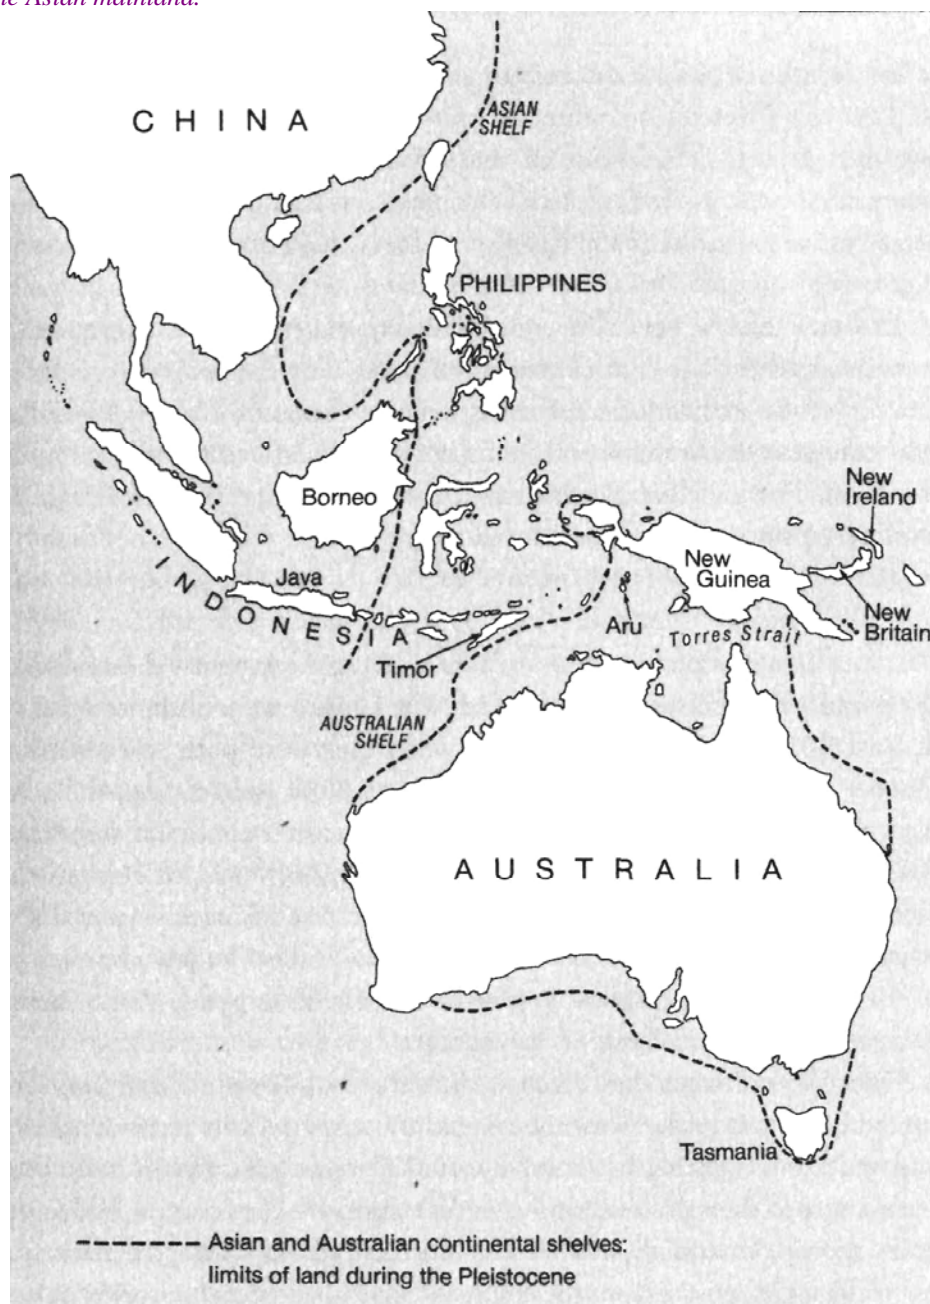 he Asian mainland.
CHINA
ASIAN
SHELF
PHILIPPINES
Borneo
New
Ireland
New
Guinea
Java
INDONESIA
Aru
New
Britain
Torres Strait
Timor
AUSTRALIAN
SHELF
AUSTRALIA
Tasmania
Asian and Australian continental shelves:
limits of land during the Pleistocene